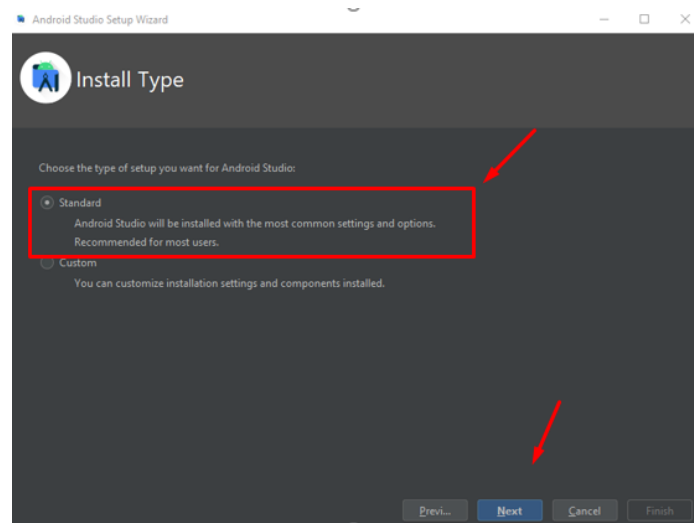 Android Studio Setup Wizard
Install Type
Choose the type of setup you want for Android Studio:
Standard
Android Studio will be installed with the most common settings and options.
Recommended for most users.
Custom
You can customize installation settings and components installed.
Previ... Next Cancel Finish